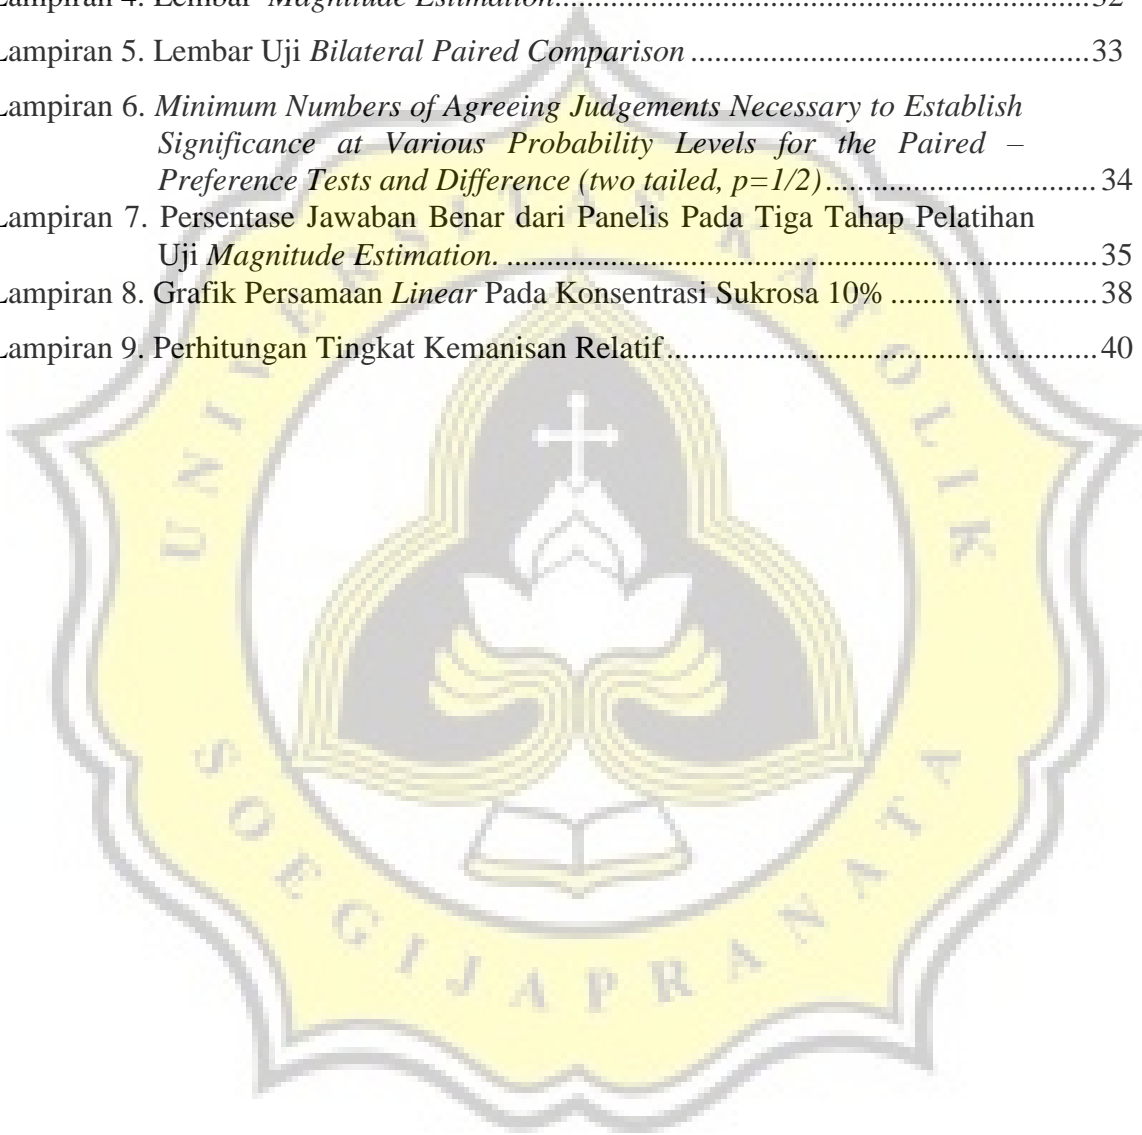 Lampiran 4. Lembar Magnitude Estimation....................................................................32
Lampiran 5. Lembar Uji Bilateral Paired Comparison..................................................33
Lampiran 6. Minimum Numbers of Agreeing Judgements Necessary to Establish
Significance at Various Probability Levels for the Paired –
Preference Tests and Difference (two tailed, p=1/2)..................................34
Lampiran 7. Persentase Jawaban Benar dari Panelis Pada Tiga Tahap Pelatihan
Uji Magnitude Estimation. ..........................................................................35
Lampiran 8. Grafik Persamaan Linear Pada Konsentrasi Sukrosa 10% ........................38
Lampiran 9. Perhitungan Tingkat Kemanisan Relatif......................................................40
UNIVERSITAS KATOLIK
SOEGIJAPRANATA